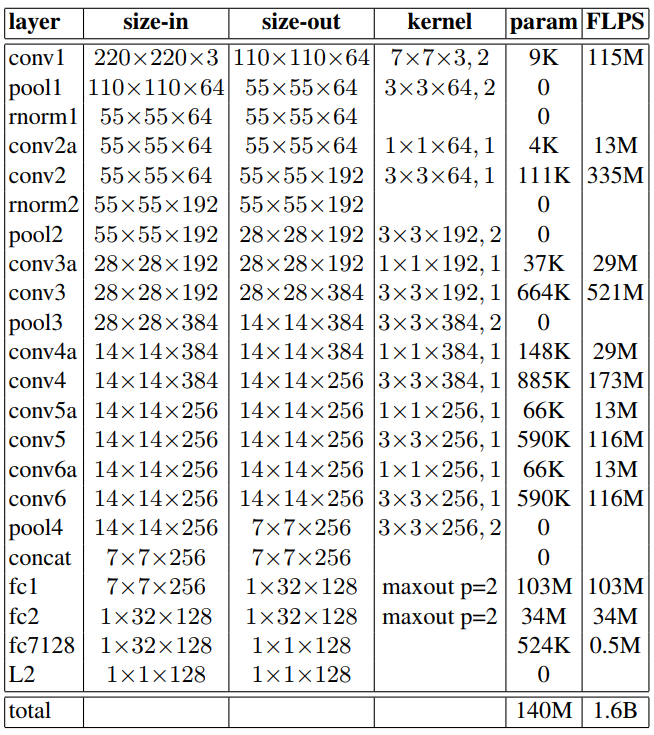 layer size-in size-out kernel param FLPS
conv1 220×220×3 110×110×64 7×7×3, 2 9K 115M
pool1 110×110×64 55×55×64 3×3×64, 2 0
rnorm1 55×55×64 55×55×64 0
conv2a 55×55×64 55×55×64 1×1×64, 1 4K 13M
conv2 55×55×64 55×55×192 3×3×64, 1 111K 335M
rnorm2 55×55×192 55×55×192 0
pool2 55×55×192 28×28×192 3×3×192, 2 0
conv3a 28×28×192 28×28×192 1×1×192, 1 37K 29M
conv3 28×28×192 28×28×384 3×3×192, 1 664K 521M
pool3 28×28×384 14×14×384 3×3×384, 2 0
conv4a 14×14×384 14×14×384 1×1×384, 1 148K 29M
conv4 14×14×384 14×14×256 3×3×384, 1 885K 173M
conv5a 14×14×256 14×14×256 1×1×256, 1 66K 13M
conv5 14×14×256 14×14×256 3×3×256, 1 590K 116M
conv6a 14×14×256 14×14×256 1×1×256, 1 66K 13M
conv6 14×14×256 14×14×256 3×3×256, 1 590K 116M
pool4 14×14×256 7×7×256 3×3×256, 2 0
concat 7×7×256 7×7×256 0
fc1 7×7×256 1×32×128 maxout p=2 103M 103M
fc2 1×32×128 1×32×128 maxout p=2 34M 34M
fc7128 1×32×128 1×1×128 524K 0.5M
L2 1×1×128 1×1×128 0
total 140M 1.6B